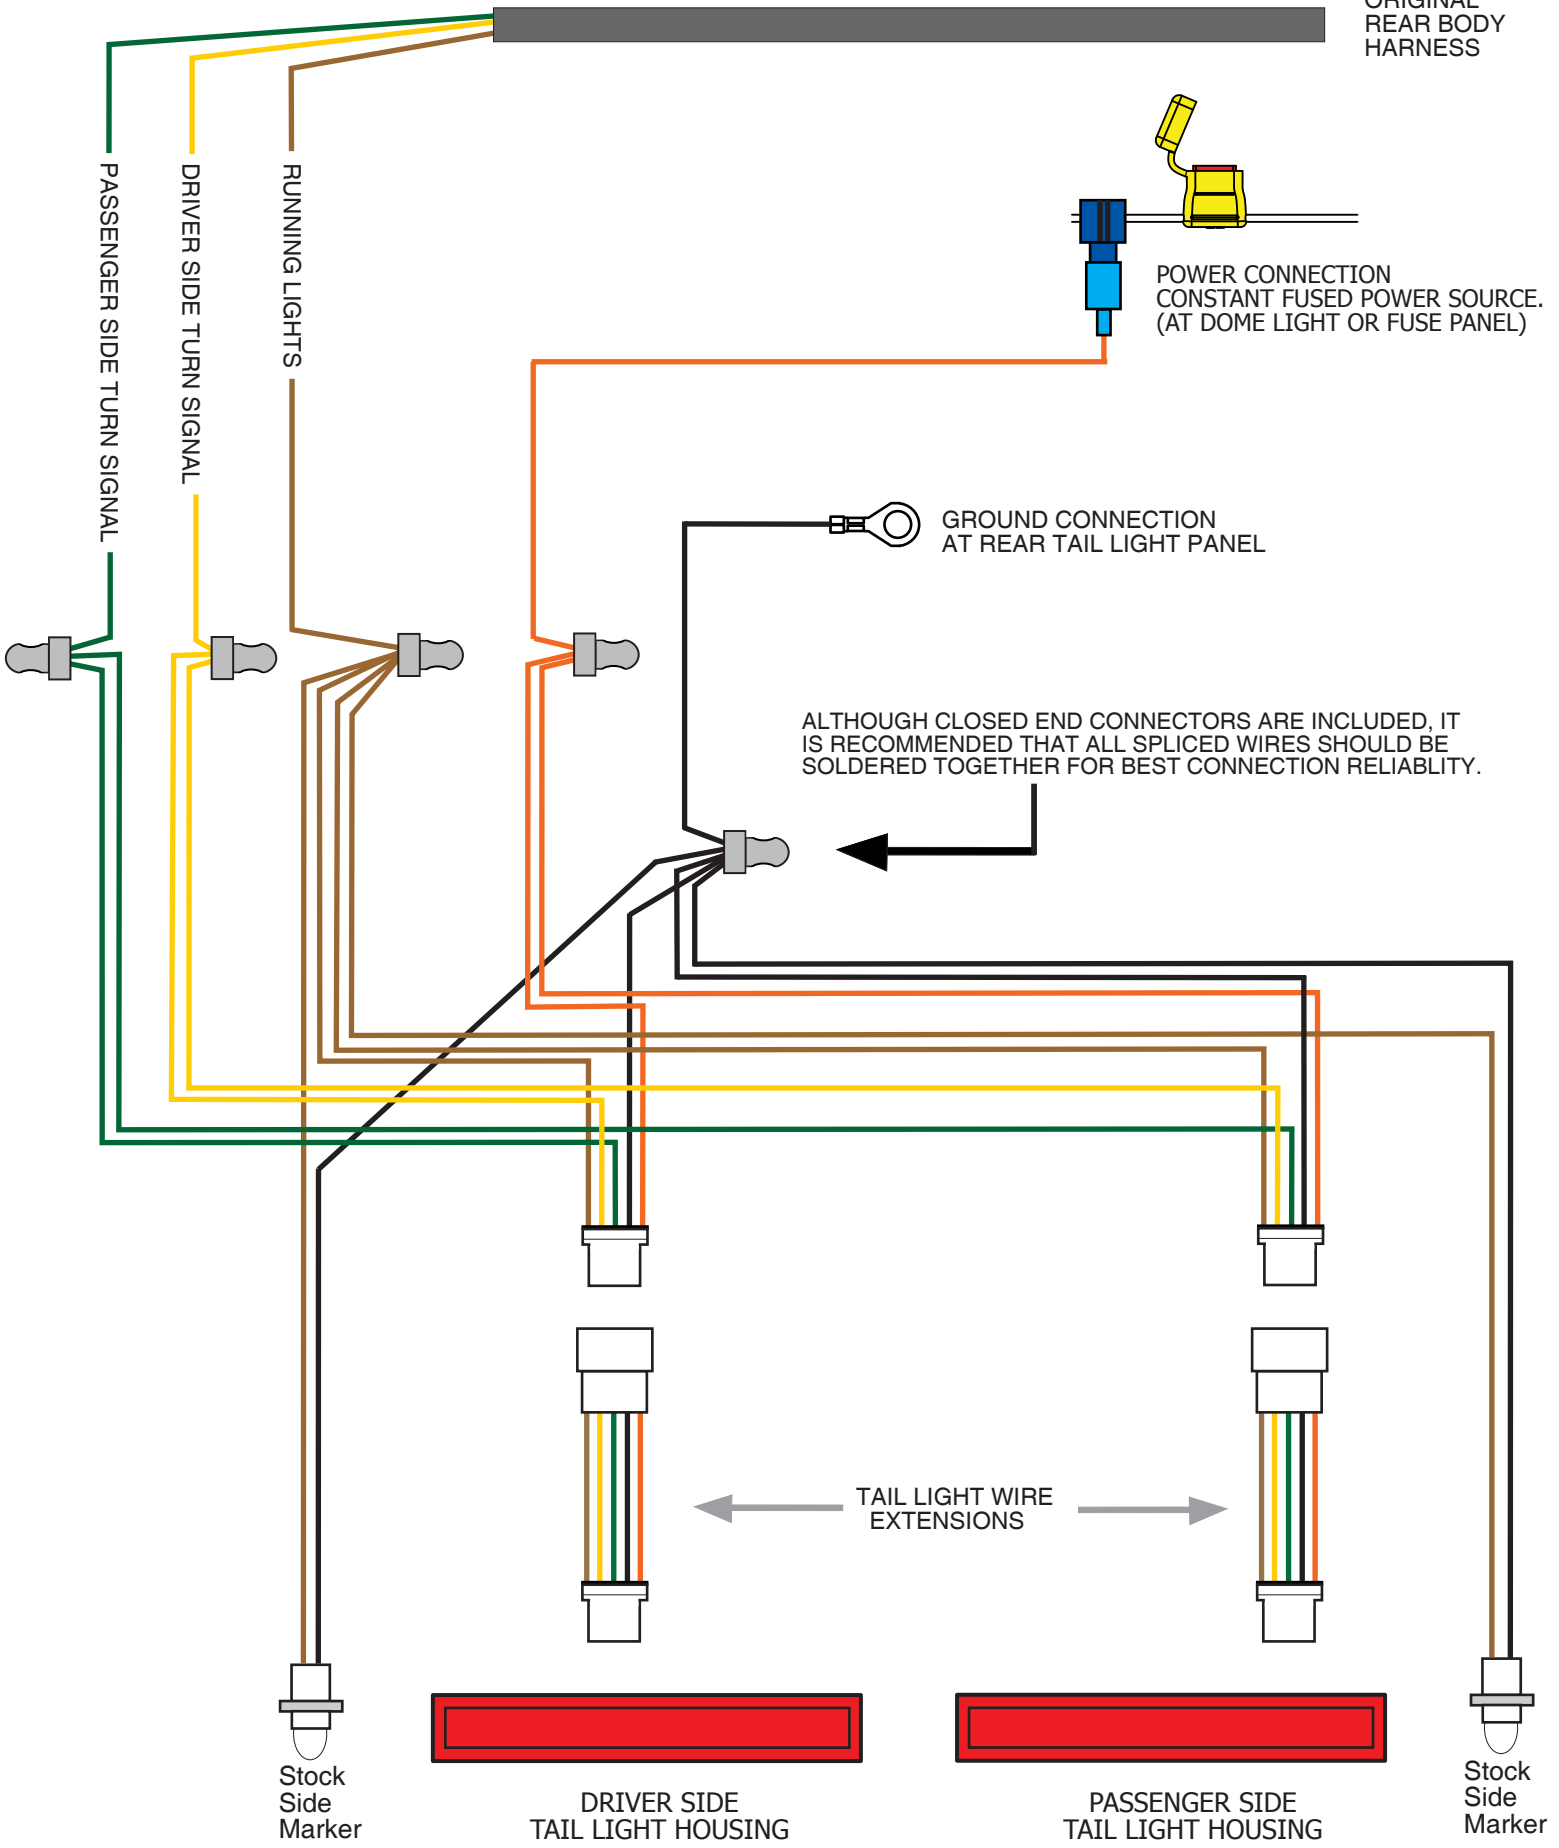 ORIGINAL
REAR BODY
HARNESS
PASSENGER SIDE TURN SIGNAL
DRIVER SIDE TURN SIGNAL
RUNNING LIGHTS
POWER CONNECTION
CONSTANT FUSED POWER SOURCE.
(AT DOME LIGHT OR FUSE PANEL)
GROUND CONNECTION
AT REAR TAIL LIGHT PANEL
ALTHOUGH CLOSED END CONNECTORS ARE INCLUDED, IT
IS RECOMMENDED THAT ALL SPLICED WIRES SHOULD BE
SOLDERED TOGETHER FOR BEST CONNECTION RELIABLITY.
TAIL LIGHT WIRE
EXTENSIONS
Stock
Side
Marker
DRIVER SIDE
TAIL LIGHT HOUSING
PASSENGER SIDE
TAIL LIGHT HOUSING
Stock
Side
Marker